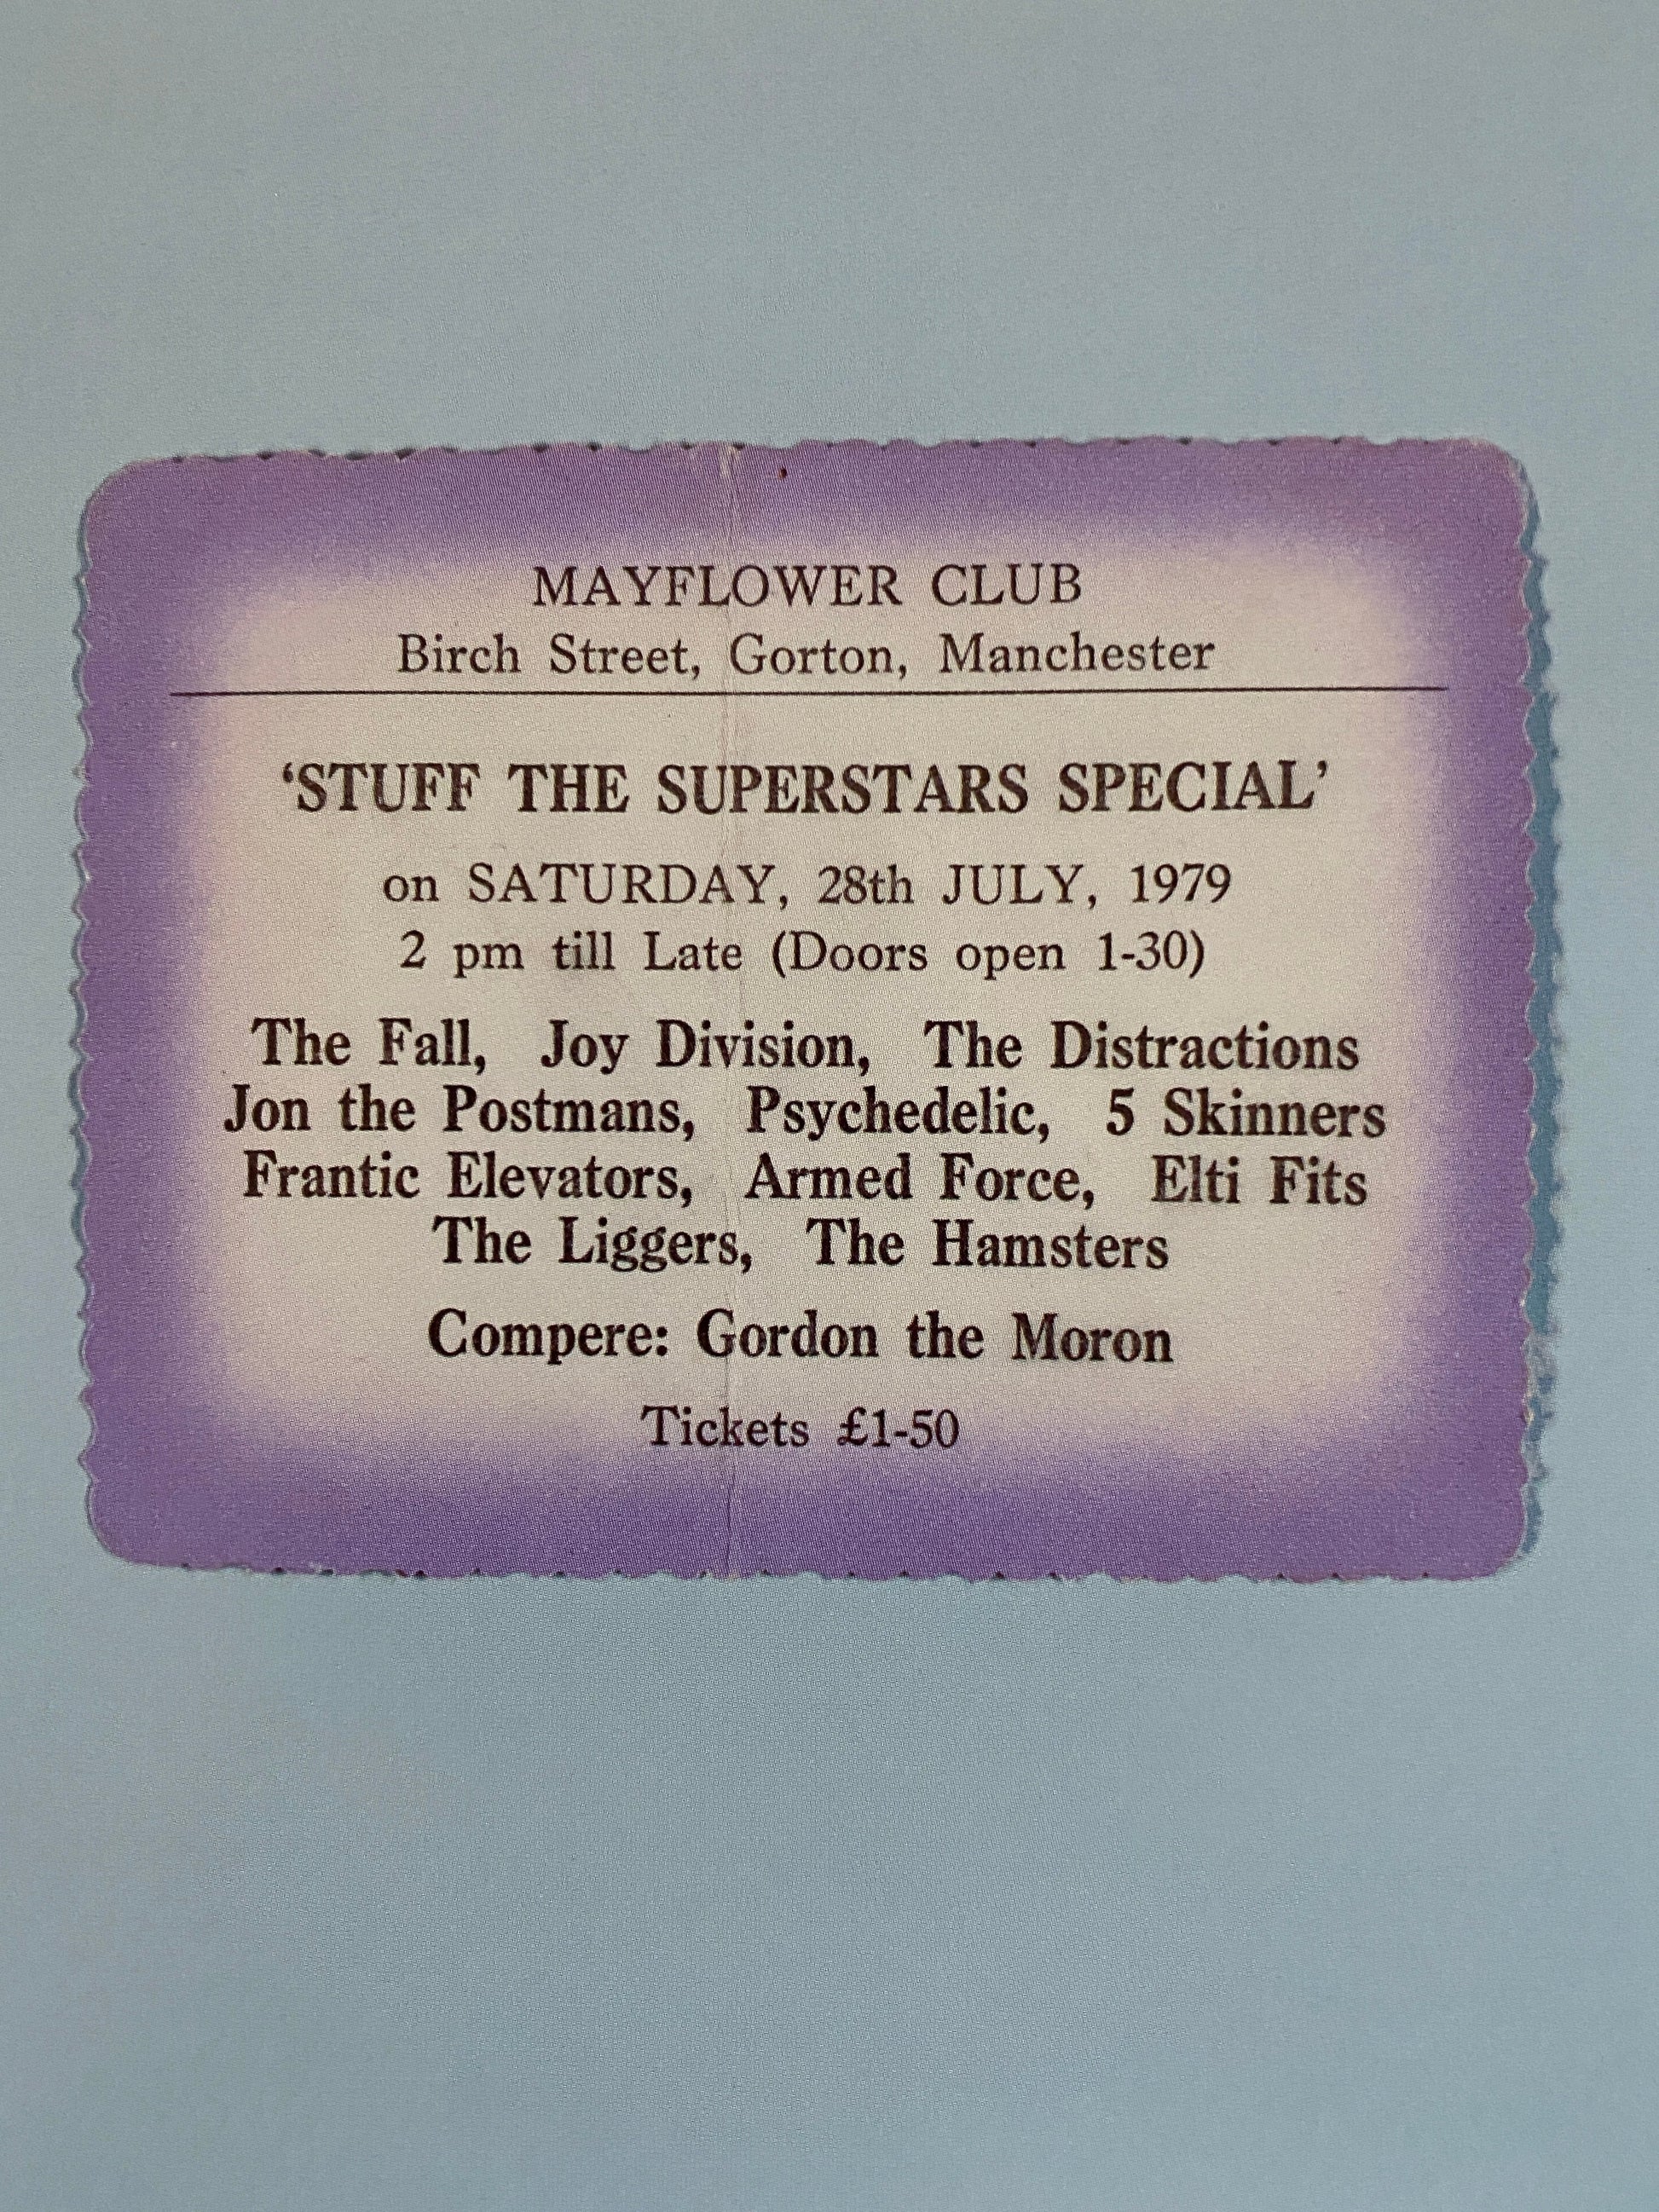 MAYFLOWER CLUB
Birch Street, Gorton, Manchester
‘STUFF THE SUPERSTARS SPECIAL’
on SATURDAY, 28th JULY, 1979
2 pm till Late (Doors open 1-30)
The Fall, Joy Division, The Distractions
Jon the Postmans, Psychedelic, 5 Skinners
Frantic Elevators, Armed Force, Elti Fits
The Liggers, The Hamsters
Compere: Gordon the Moron
Tickets £1-50